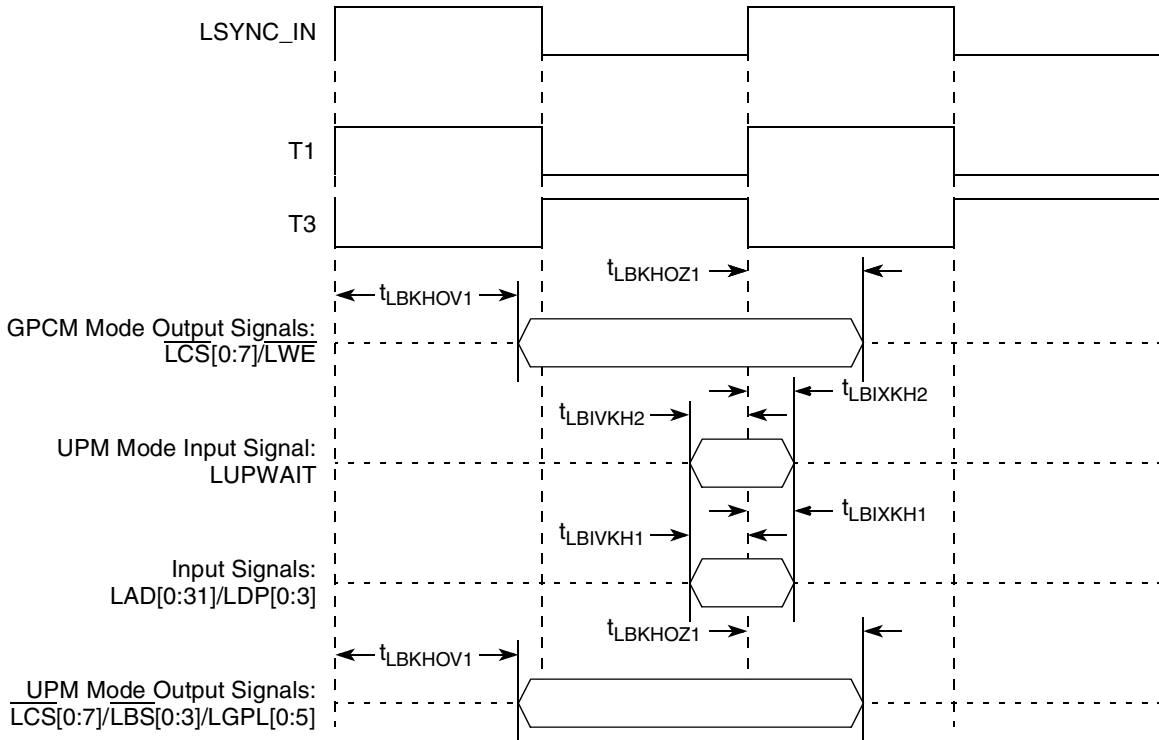 LSYNC_IN
T1
T3
tLBKHOZ1
tLBKHOV1
GPCM Mode Output Signals:
LCS[0:7]/LWE
tLBIXKH2
tLBIVKH2
UPM Mode Input Signal:
LUPWAIT
tLBIXKH1
tLBIVKH1
Input Signals:
LAD[0:31]/LDP[0:3]
tLBKHOZ1
tLBKHOV1
UPM Mode Output Signals:
LCS[0:7]/LBS[0:3]/LGPL[0:5]